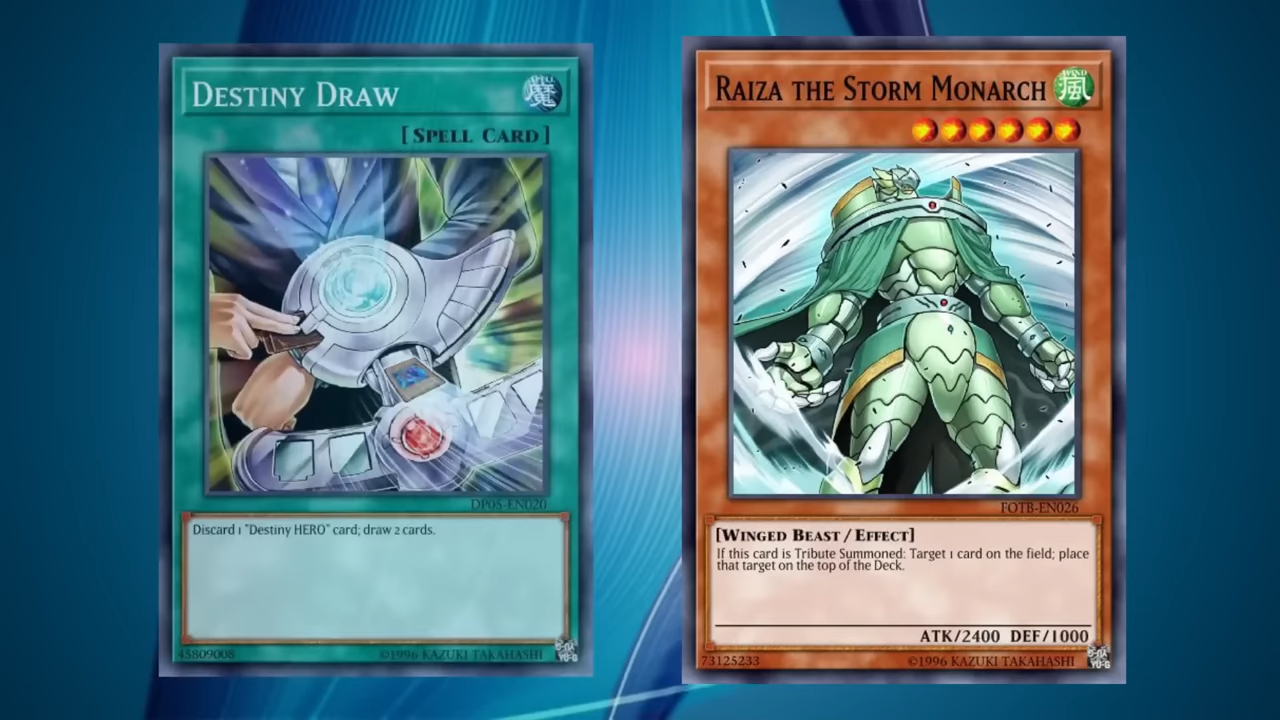 DESTINY DRAW
魔
[SPELL CARD]
DP05-EN020
Discard 1 "Destiny HERO" card; draw 2 cards.
45809008
©1996 KAZUKI TAKAHASHI
RAIZA THE STORM MONARCH
WIND
風
FOTB-EN026
[WINGED BEAST/EFFECT]
If this card is Tribute Summoned: Target 1 card on the field; place
that target on the top of the Deck.
ATK/2400 DEF/1000
73125233
©1996 KAZUKI TAKAHASHI